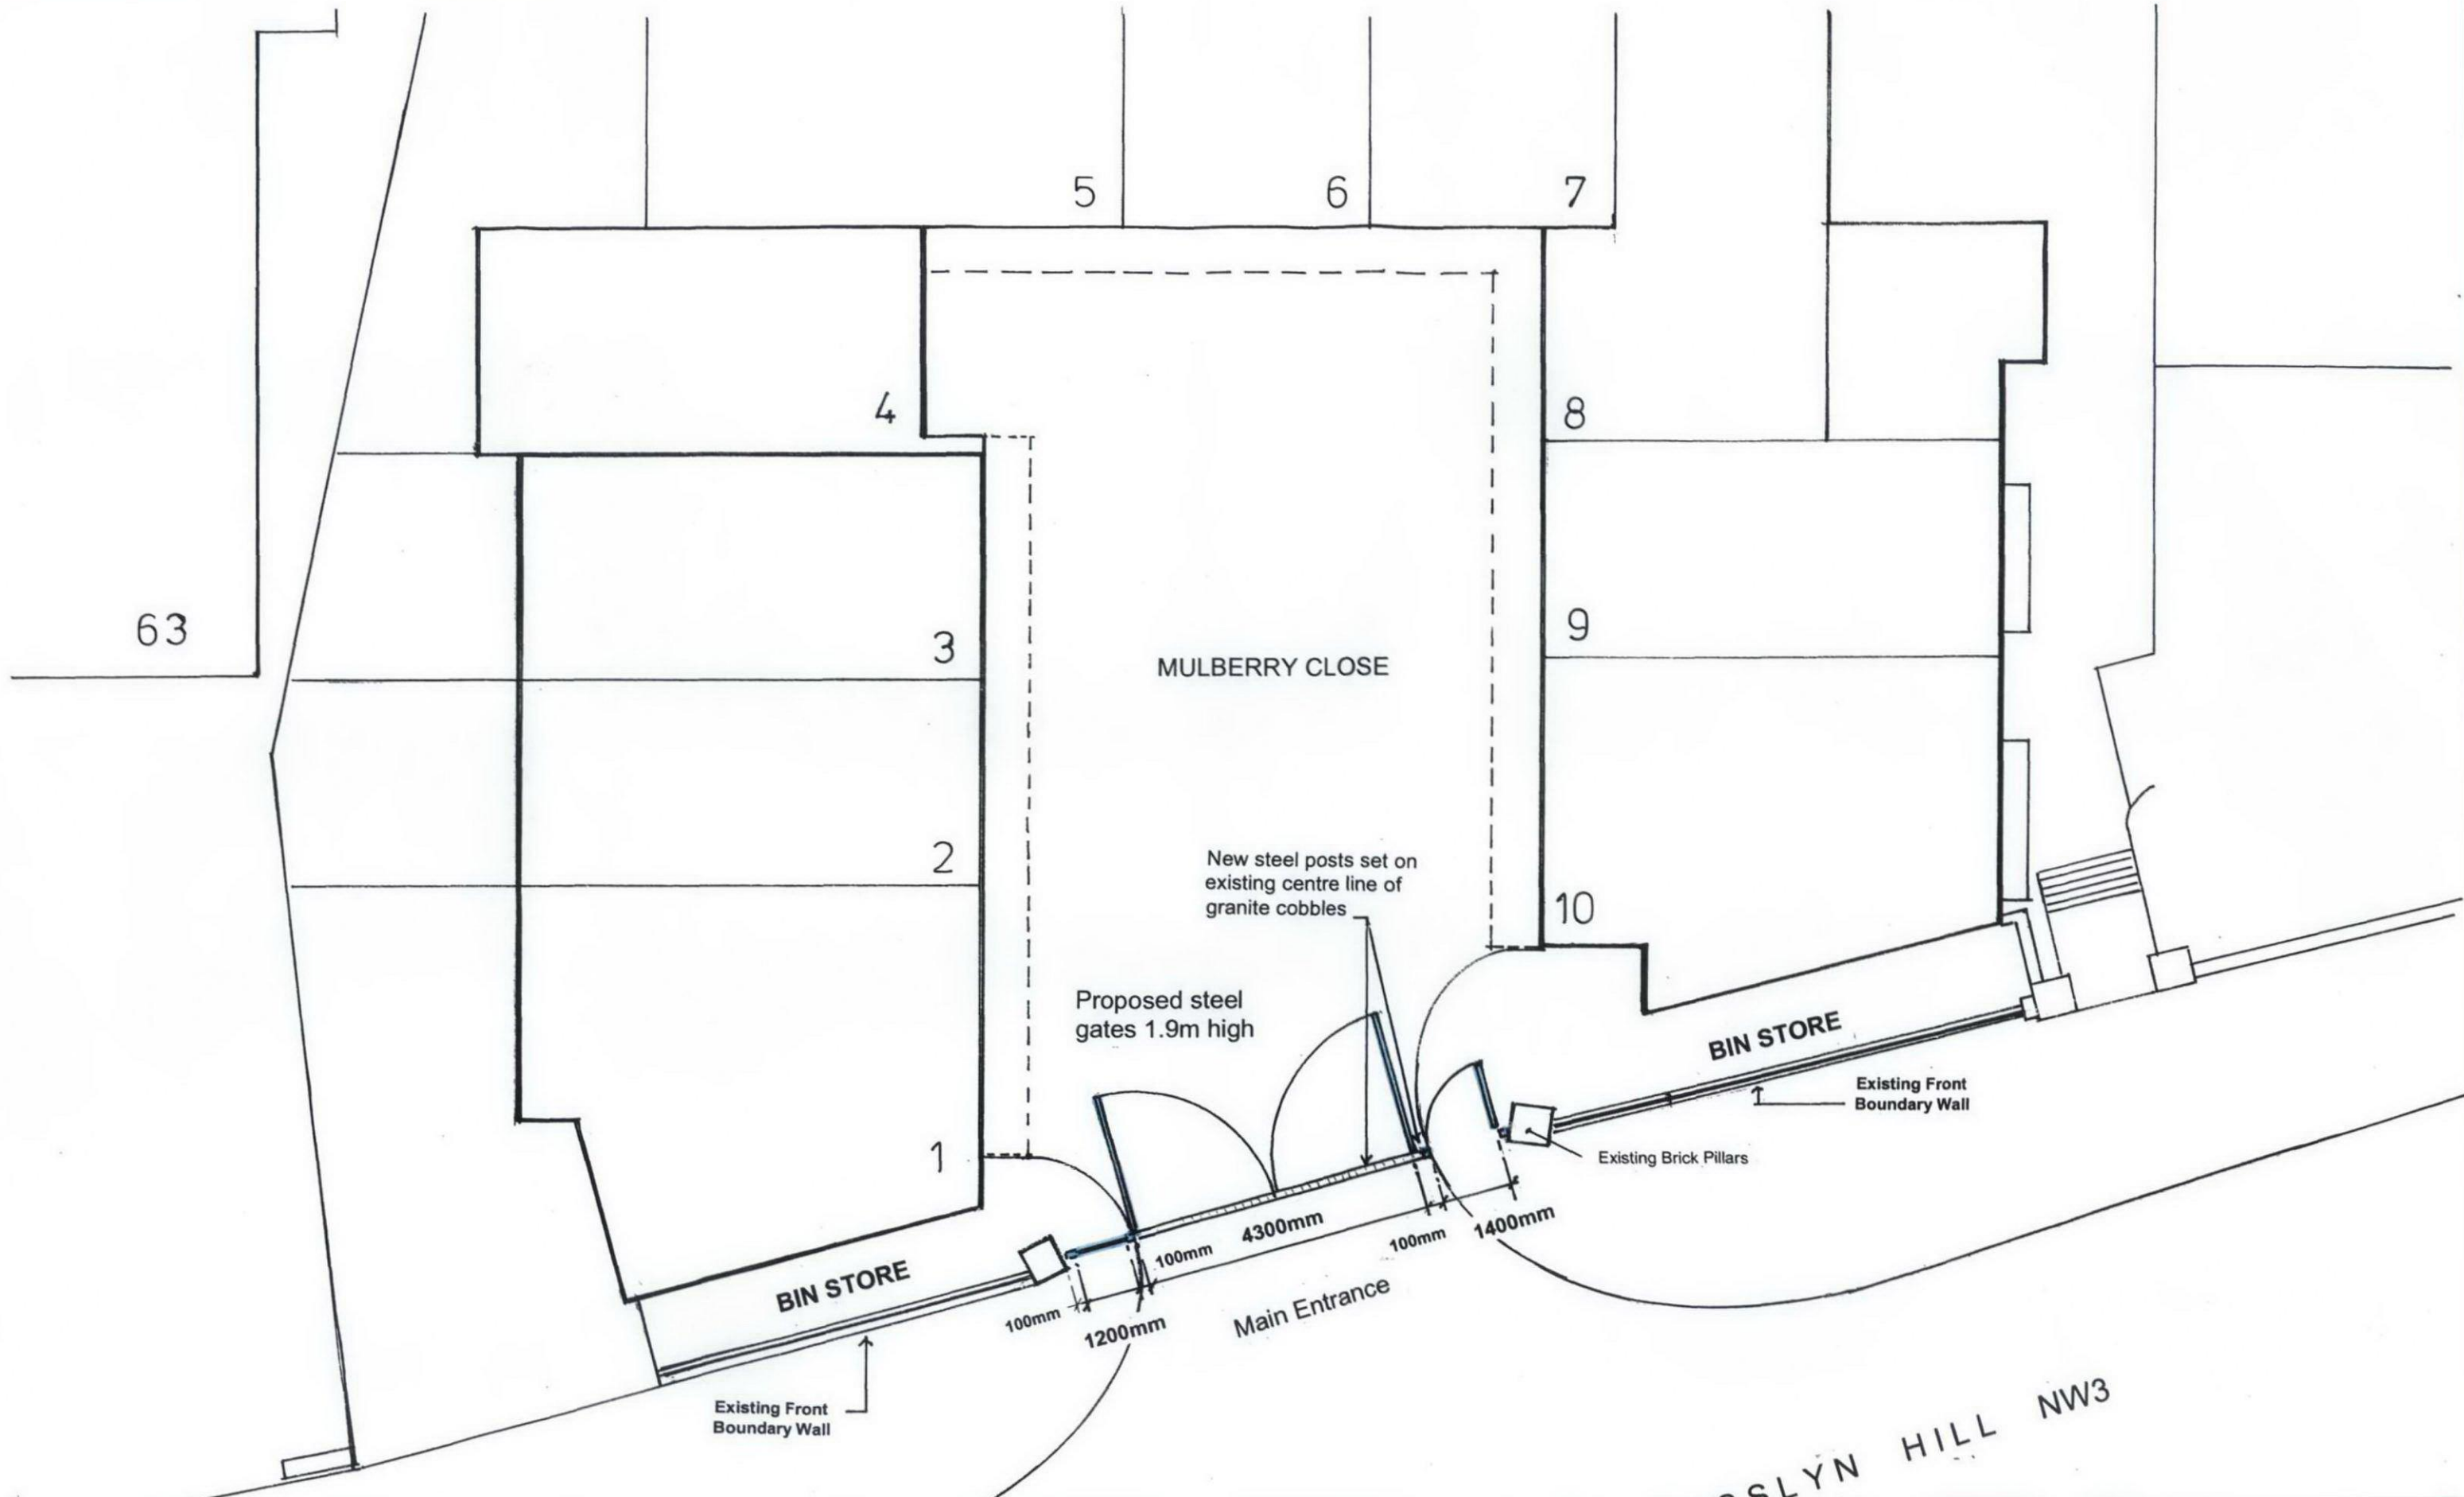 5
6
7
4
8
63
3
9
MULBERRY CLOSE
2
New steel posts set on
existing centre line of
granite cobbles
10
Proposed steel
gates 1.9m high
BIN STORE
Existing Front
Boundary Wall
1
Existing Brick Pillars
4300mm
100mm
100mm
1400mm
BIN STORE
100mm
1200mm
Main Entrance
Existing Front
Boundary Wall
SLYN HILL NW3